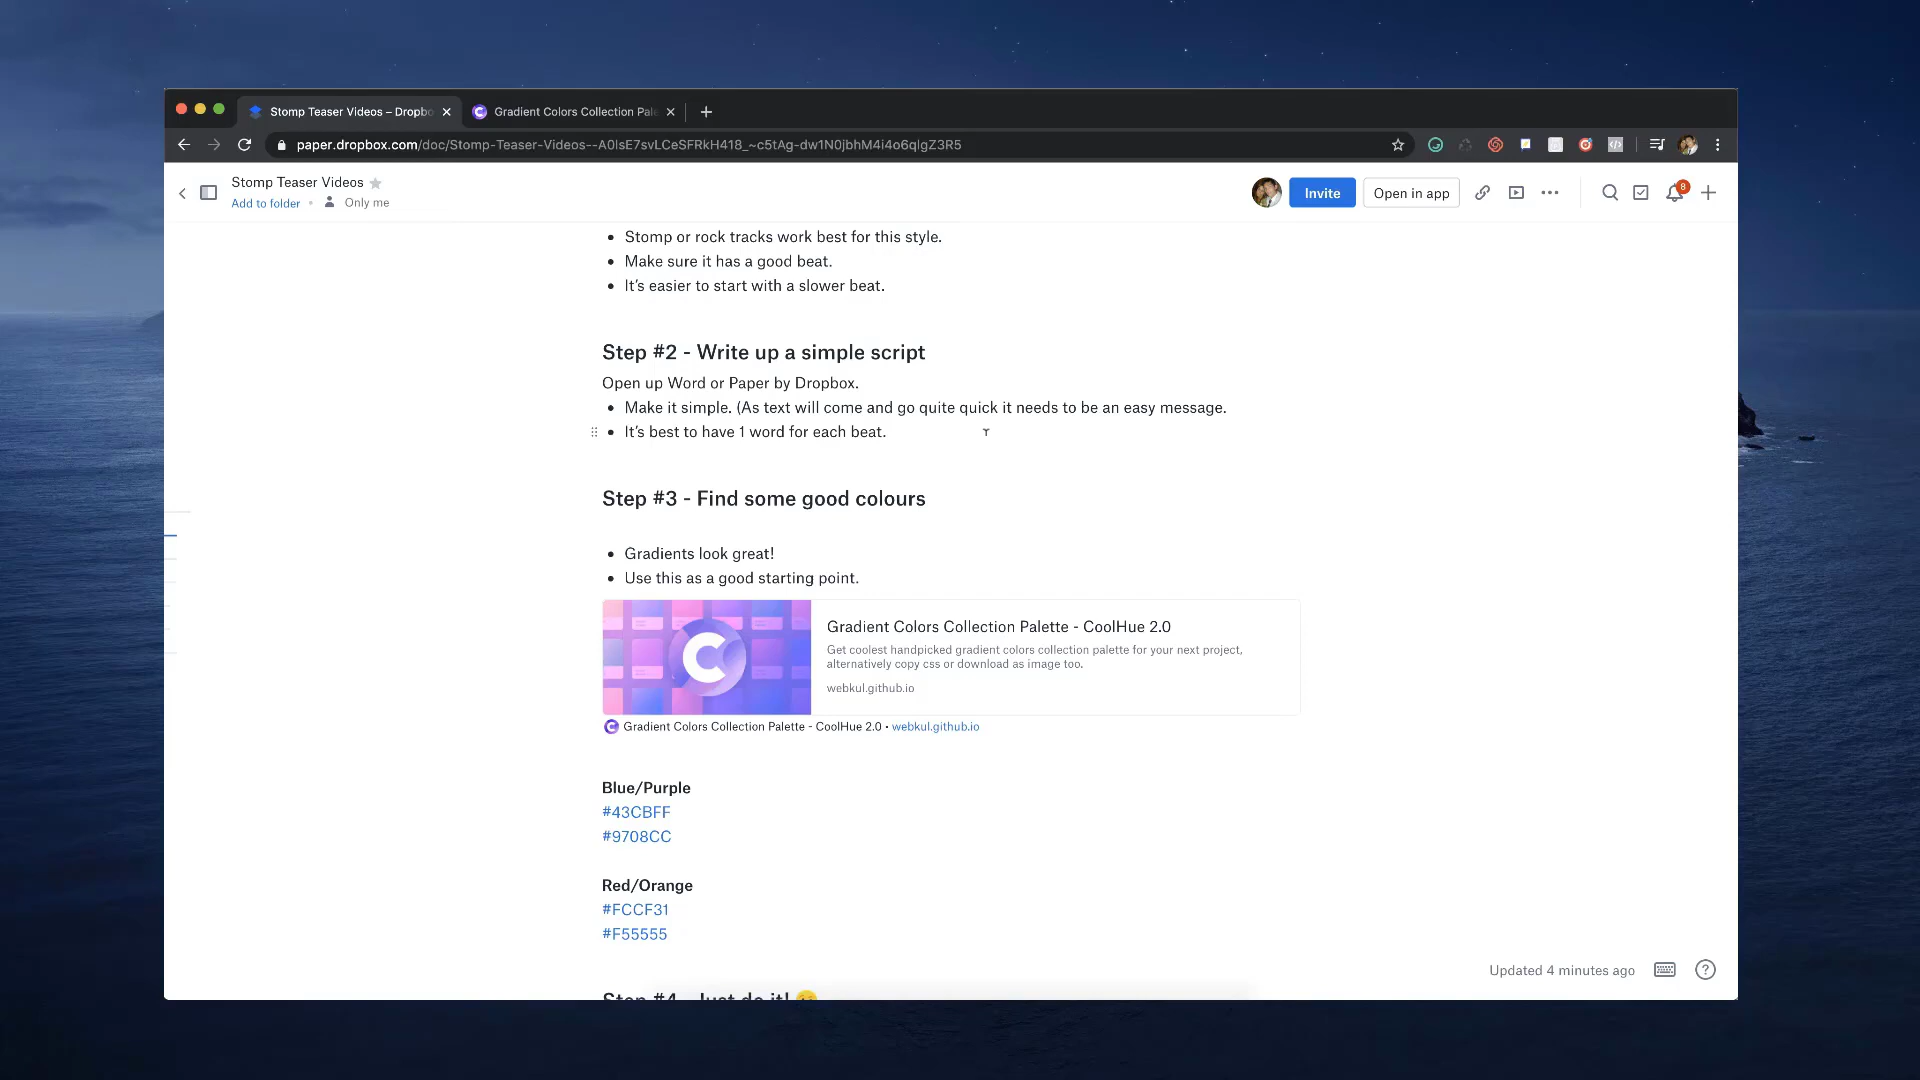 Stomp Teaser Videos – Dropbo
Gradient Colors Collection Pale
paper.dropbox.com/doc/Stomp-Teaser-Videos--A0IsE7svLCeSFRkH418_~c5tAg-dw1N0jbhM4i4o6qlgZ3R5
Stomp Teaser Videos
Add to folder • Only me
Invite
Open in app
8
• Stomp or rock tracks work best for this style.
• Make sure it has a good beat.
• It’s easier to start with a slower beat.
Step #2 - Write up a simple script
Open up Word or Paper by Dropbox.
• Make it simple. (As text will come and go quite quick it needs to be an easy message.
• It’s best to have 1 word for each beat.
Step #3 - Find some good colours
• Gradients look great!
• Use this as a good starting point.
C
Gradient Colors Collection Palette - CoolHue 2.0
Get coolest handpicked gradient colors collection palette for your next project,
alternatively copy css or download as image too.
webkul.github.io
Gradient Colors Collection Palette - CoolHue 2.0 • webkul.github.io
Blue/Purple
#43CBFF
#9708CC
Red/Orange
#FCCF31
#F55555
Updated 4 minutes ago
?
Step #4 - Just do it! 😉